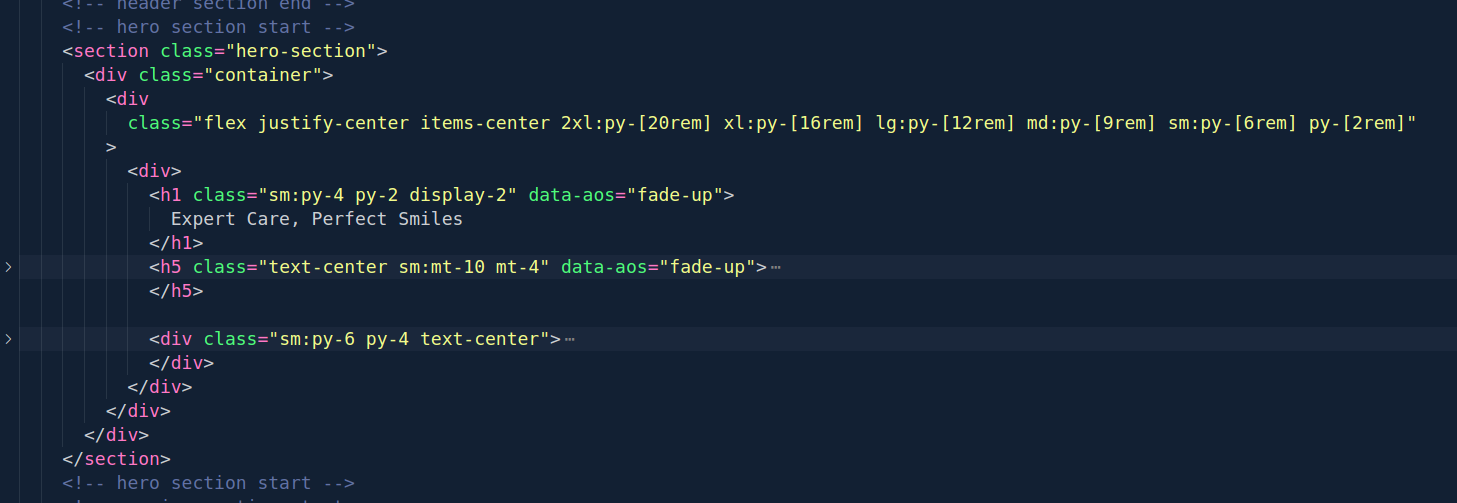 <!-- header section end -->
<!-- hero section start -->
<section class="hero-section">
<div class="container">
<div
class="flex justify-center items-center 2xl:py-[20rem] xl:py-[16rem] lg:py-[12rem] md:py-[9rem] sm:py-[6rem] py-[2rem]"
>
<div>
<h1 class="sm:py-4 py-2 display-2" data-aos="fade-up">
Expert Care, Perfect Smiles
</h1>
<h5 class="text-center sm:mt-10 mt-4" data-aos="fade-up">⋯
</h5>
<div class="sm:py-6 py-4 text-center">⋯
</div>
</div>
</div>
</div>
</section>
<!-- hero section start -->